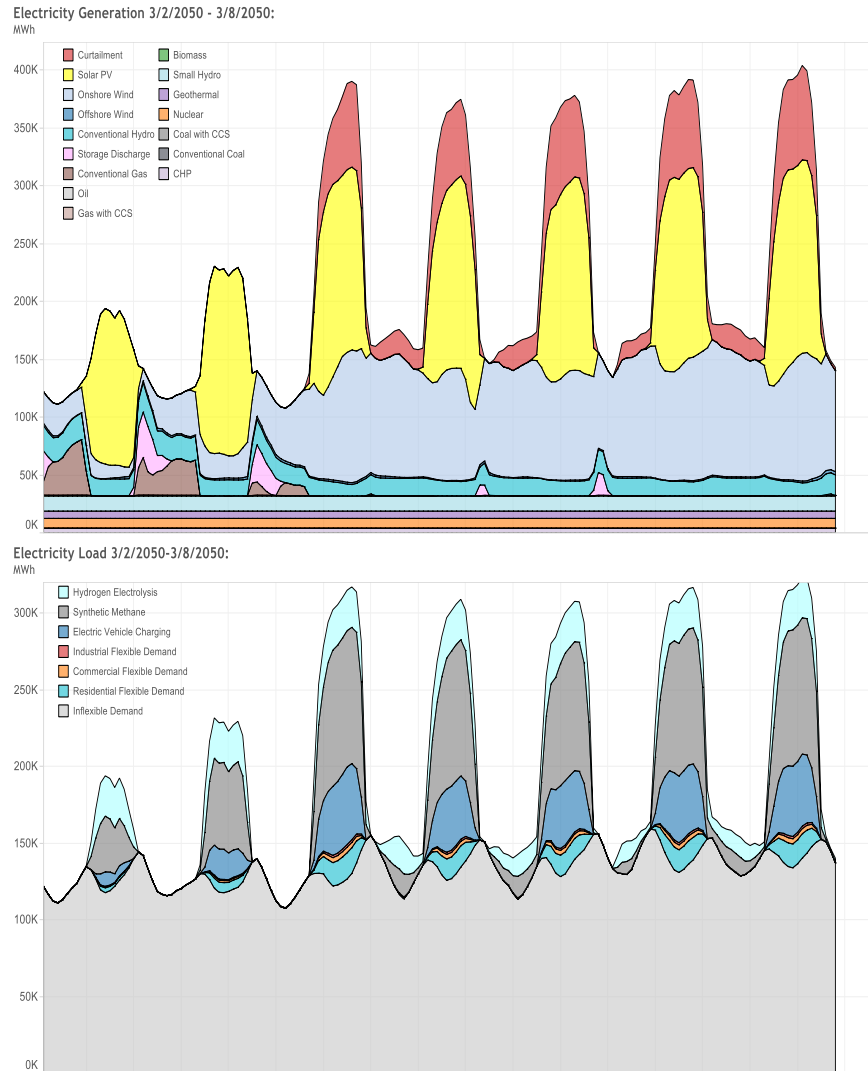 Electricity Generation 3/2/2050 - 3/8/2050:
MWh
400K
350K
300K
250K
200K
150K
100K
50K
0K
Curtailment
Solar PV
Onshore Wind
Offshore Wind
Conventional Hydro
Storage Discharge
Conventional Gas
Oil
Gas with CCS
Biomass
Small Hydro
Geothermal
Nuclear
Coal with CCS
Conventional Coal
CHP
Electricity Load 3/2/2050-3/8/2050:
MWh
300K
250K
200K
150K
100K
50K
0K
Hydrogen Electrolysis
Synthetic Methane
Electric Vehicle Charging
Industrial Flexible Demand
Commercial Flexible Demand
Residential Flexible Demand
Inflexible Demand